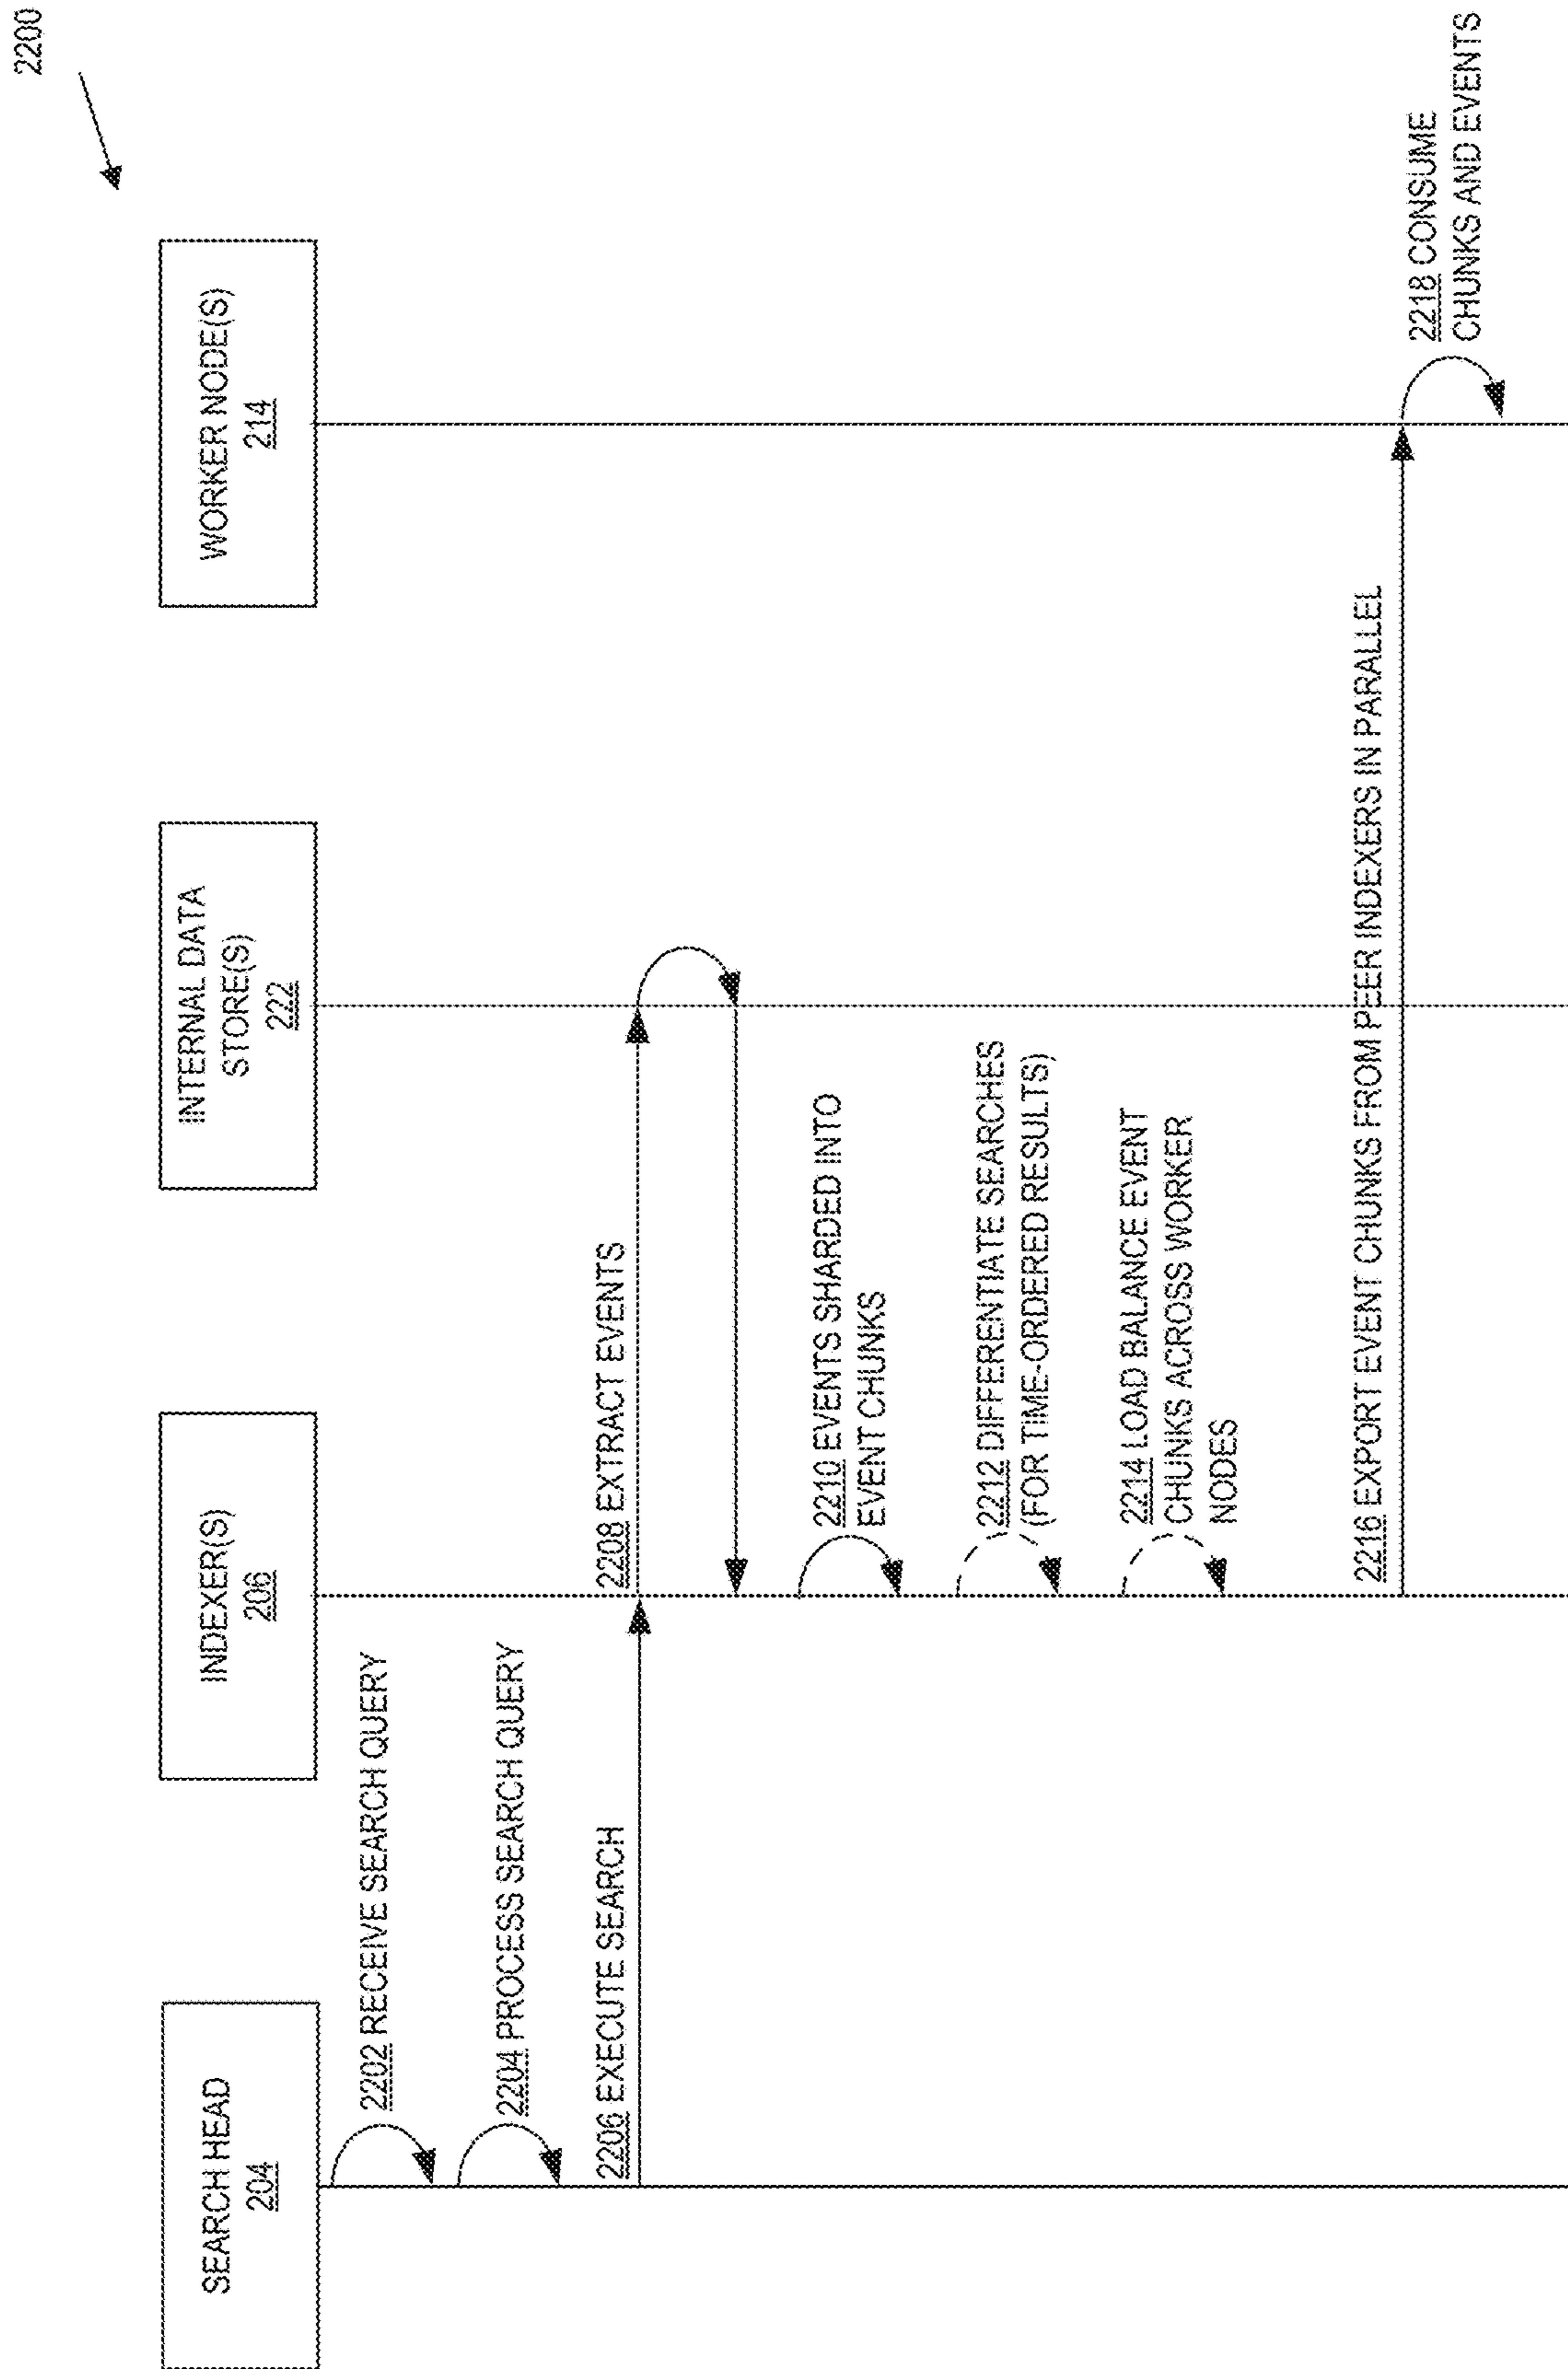 2200
SEARCH HEAD
204
INDEXER(S)
206
INTERNAL DATA
STORE(S)
222
WORKER NODE(S)
214
2202 RECEIVE SEARCH QUERY
2204 PROCESS SEARCH QUERY
2206 EXECUTE SEARCH
2208 EXTRACT EVENTS
2210 EVENTS SHARDED INTO
EVENT CHUNKS
2212 DIFFERENTIATE SEARCHES
(FOR TIME-ORDERED RESULTS)
2214 LOAD BALANCE EVENT
CHUNKS ACROSS WORKER
NODES
2216 EXPORT EVENT CHUNKS FROM PEER INDEXERS IN PARALLEL
2218 CONSUME
CHUNKS AND EVENTS